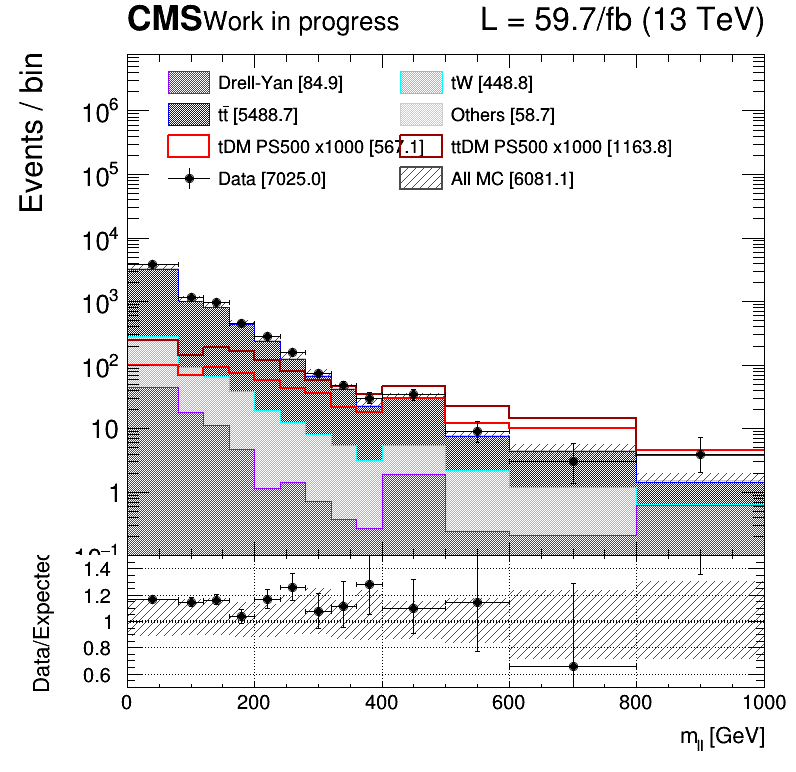 CMS Work in progress L = 59.7/fb (13 TeV)
Events / bin
Drell-Yan [84.9] tW [448.8]
tt̄ [5488.7] Others [58.7]
tDM PS500 x1000 [567.1] ttDM PS500 x1000 [1163.8]
Data [7025.0] All MC [6081.1]
10⁶
10⁵
10⁴
10³
10²
10
1
10⁻¹
Data/Expected
1.4
1.2
1
0.8
0.6
0 200 400 600 800 1000
m_ll [GeV]